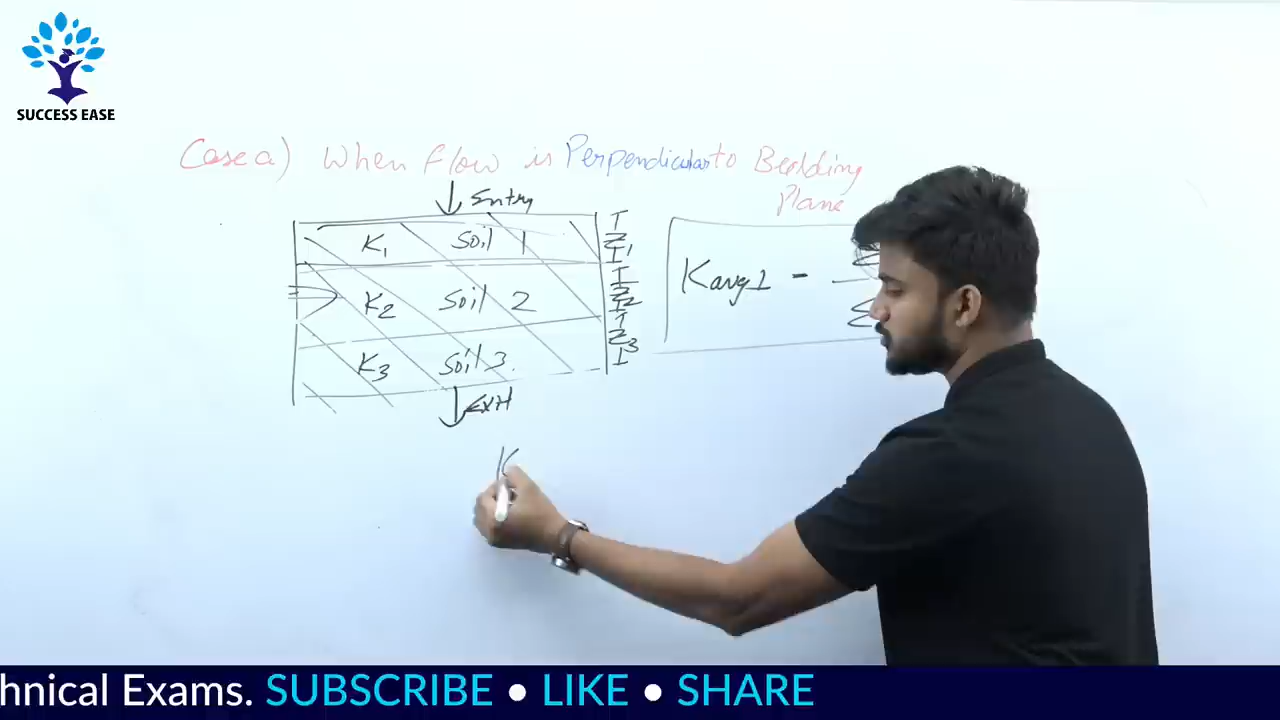 SUCCESS EASE
Case a) When Flow is Perpendicular to Bedding
Plane
Entry
K1 Soil 1 Z1
K2 Soil 2 Z2
K3 Soil 3. Z3
Exit
Kavg⊥ =
K
hnical Exams. SUBSCRIBE ● LIKE ● SHARE